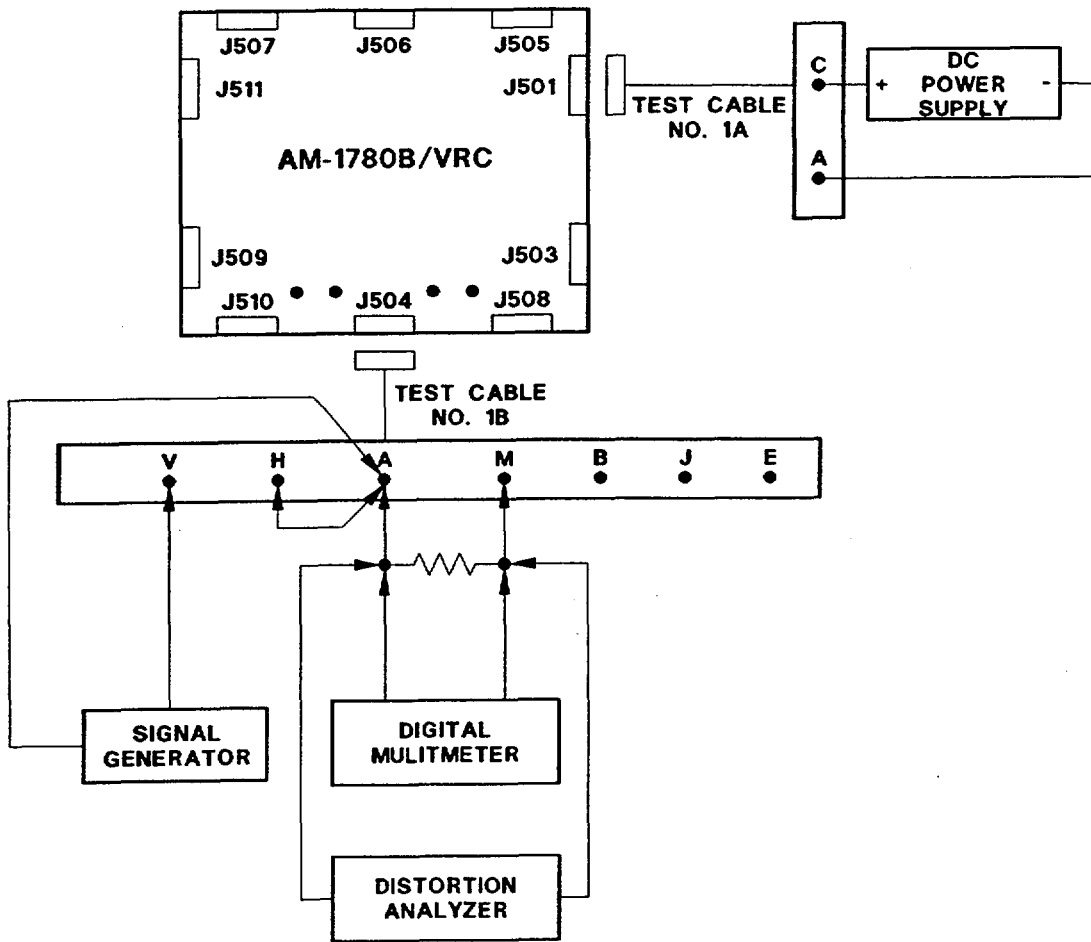 J507
J506
J505
J511
J501
AM-1780B/VRC
J509
J503
J510
J504
J508
TEST CABLE
NO. 1A
C
A
+
DC
POWER
SUPPLY
-
TEST CABLE
NO. 1B
V
H
A
M
B
J
E
SIGNAL
GENERATOR
DIGITAL
MULITMETER
DISTORTION
ANALYZER